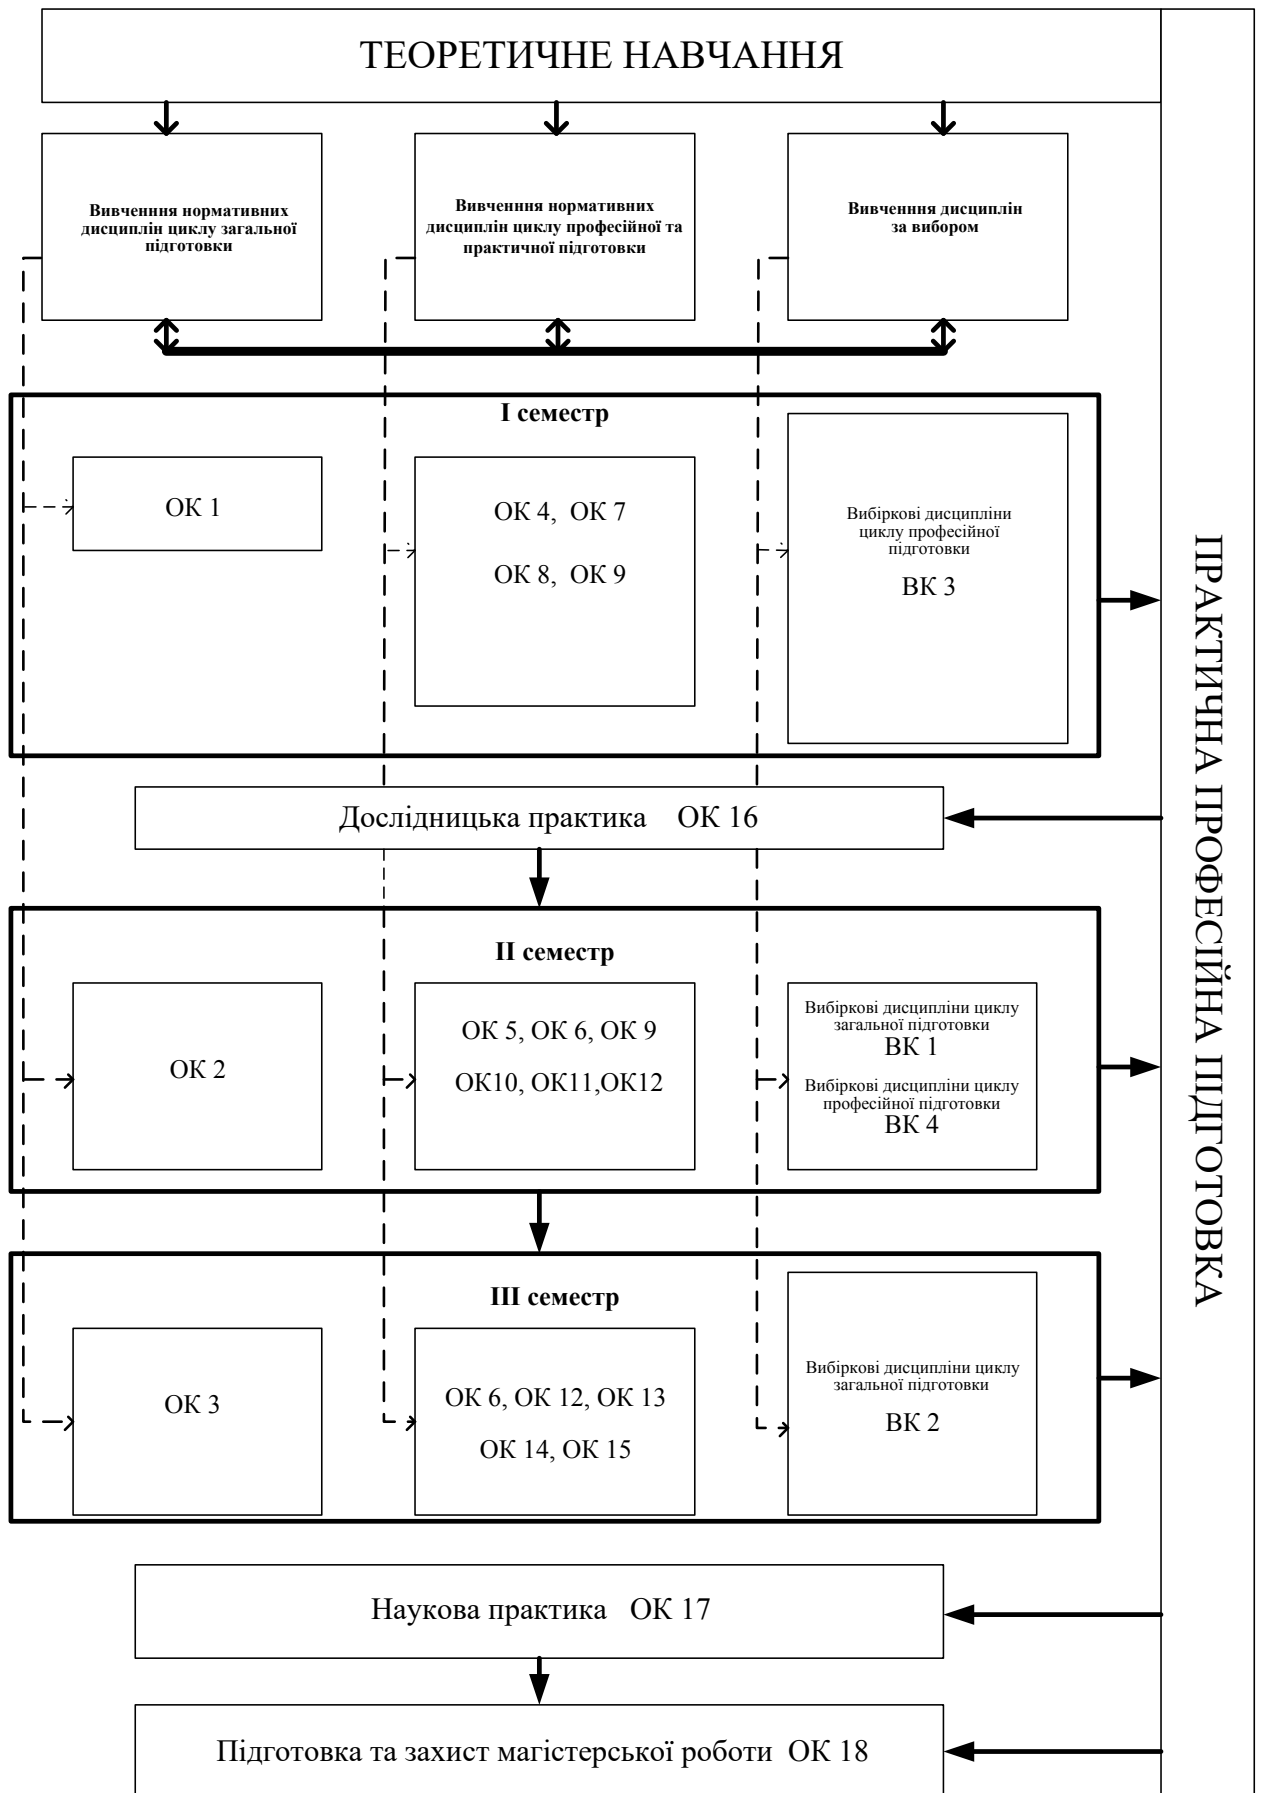 ТЕОРЕТИЧНЕ НАВЧАННЯ
Вивченння нормативних
дисциплін циклу загальної
підготовки
Вивченння нормативних
дисциплін циклу професійної та
практичної підготовки
Вивченння дисциплін
за вибором
І семестр
ОК 1
ОК 4, ОК 7
ОК 8, ОК 9
Вибіркові дисципліни
циклу професійної
підготовки
ВК 3
Дослідницька практика ОК 16
ІІ семестр
ОК 2
ОК 5, ОК 6, ОК 9
ОК10, ОК11,ОК12
Вибіркові дисципліни циклу
загальної підготовки
ВК 1
Вибіркові дисципліни циклу
професійної підготовки
ВК 4
ІІІ семестр
ОК 3
ОК 6, ОК 12, ОК 13
ОК 14, ОК 15
Вибіркові дисципліни циклу
загальної підготовки
ВК 2
Наукова практика ОК 17
Підготовка та захист магістерської роботи ОК 18
ПРАКТИЧНА ПРОФЕСІЙНА ПІДГОТОВКА